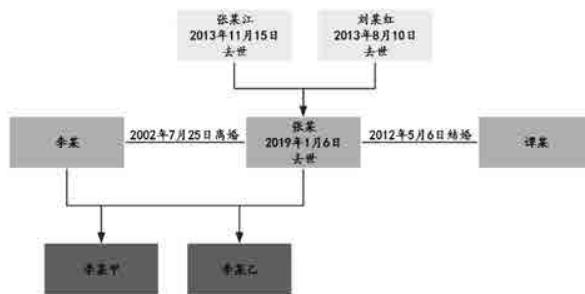 张某江
2013年11月15日
去世
刘某红
2013年8月10日
去世
李某
2002年7月25日离婚
张某
2019年1月6日
去世
2012年5月6日结婚
谭某
李某甲
李某乙